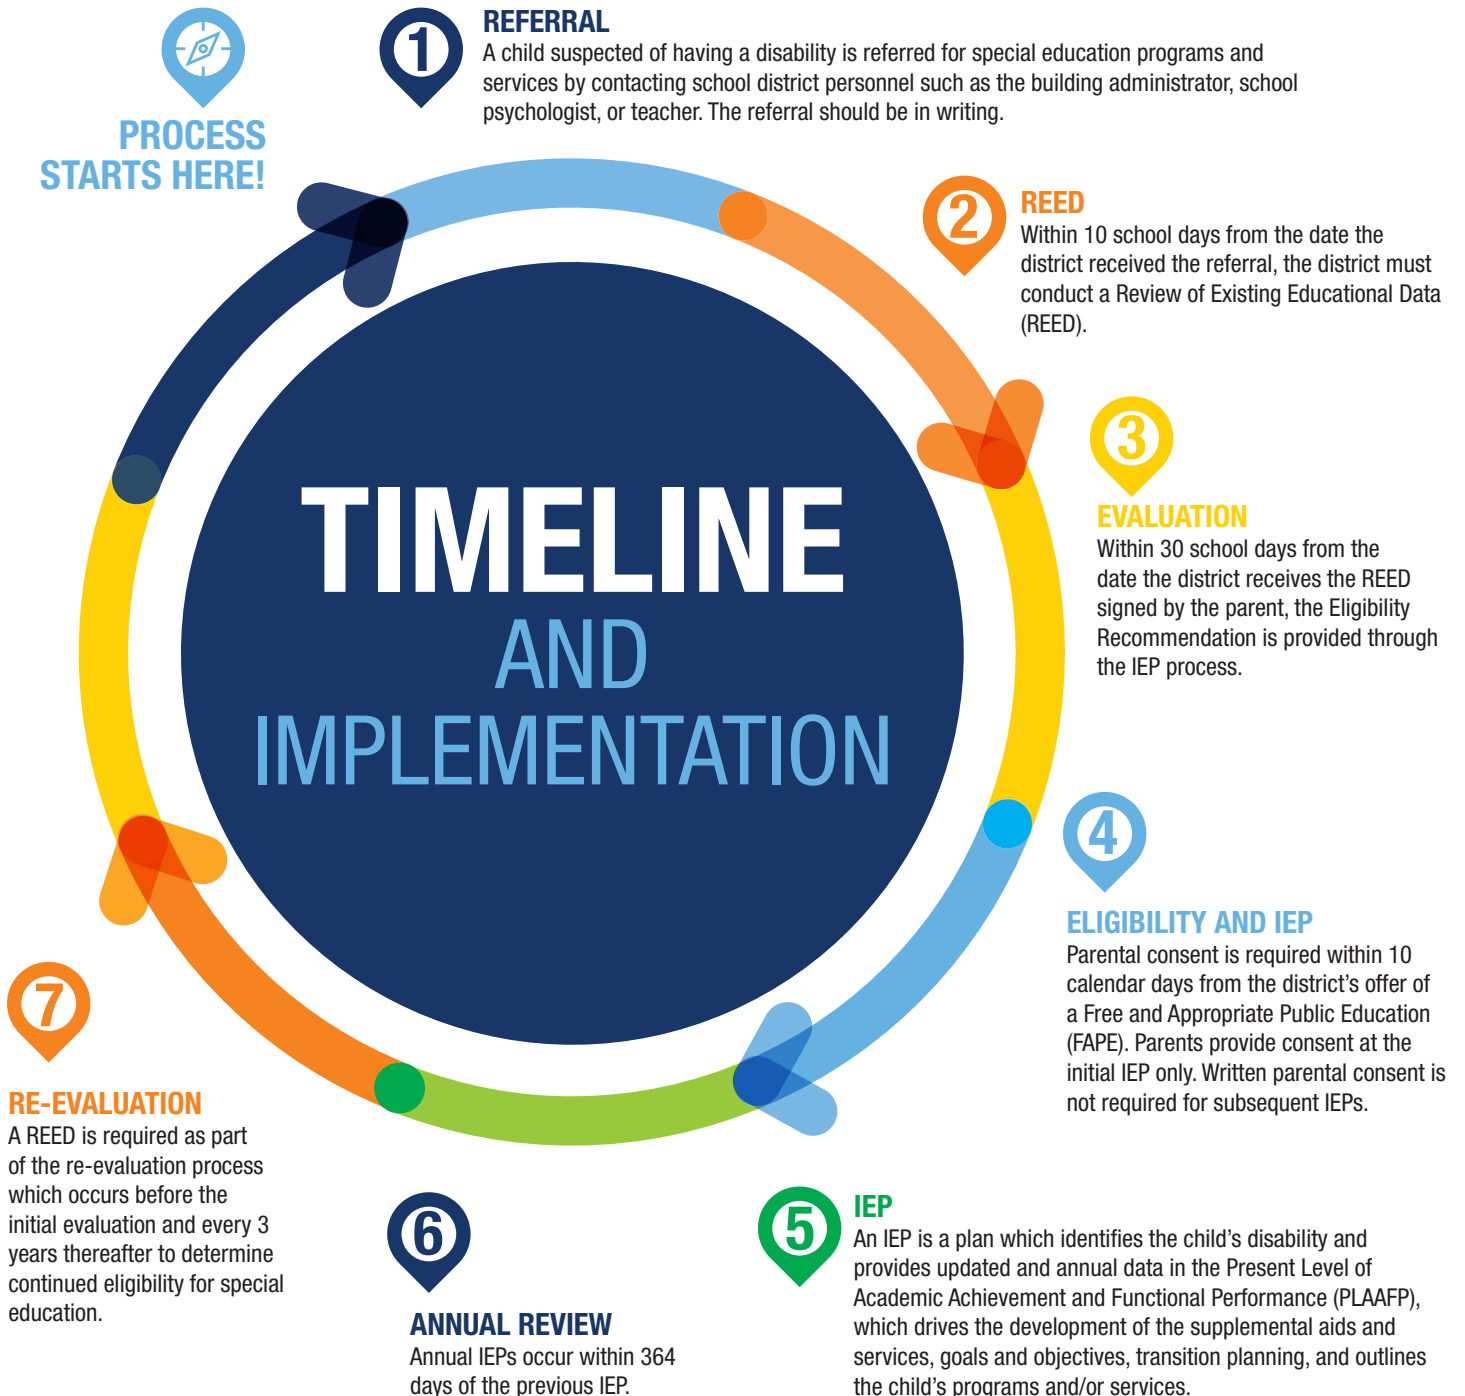 PROCESS
STARTS HERE!
1
REFERRAL
A child suspected of having a disability is referred for special education programs and
services by contacting school district personnel such as the building administrator, school
psychologist, or teacher. The referral should be in writing.
2
REED
Within 10 school days from the date the
district received the referral, the district must
conduct a Review of Existing Educational Data
(REED).
3
EVALUATION
Within 30 school days from the
date the district receives the REED
signed by the parent, the Eligibility
Recommendation is provided through
the IEP process.
TIMELINE
AND
IMPLEMENTATION
4
ELIGIBILITY AND IEP
Parental consent is required within 10
calendar days from the district’s offer of
a Free and Appropriate Public Education
(FAPE). Parents provide consent at the
initial IEP only. Written parental consent is
not required for subsequent IEPs.
5
IEP
An IEP is a plan which identifies the child’s disability and
provides updated and annual data in the Present Level of
Academic Achievement and Functional Performance (PLAAFP),
which drives the development of the supplemental aids and
services, goals and objectives, transition planning, and outlines
the child’s programs and/or services.
6
ANNUAL REVIEW
Annual IEPs occur within 364
days of the previous IEP.
7
RE-EVALUATION
A REED is required as part
of the re-evaluation process
which occurs before the
initial evaluation and every 3
years thereafter to determine
continued eligibility for special
education.